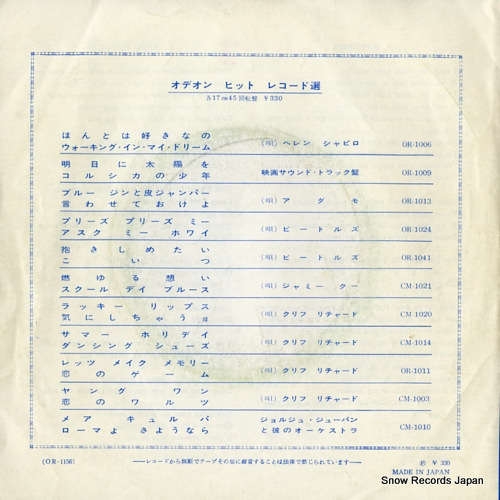 オデオン ヒット レコード選
各17cm45回転盤 ¥330
ほんとは好きなの
ウォーキング・イン・マイ・ドリーム
(唄) ヘレン シャピロ
OR-1006
明日に太陽を
コルシカの少年
映画サウンド・トラック盤
OR-1009
ブルー ジンと皮ジャンパー
言わせておけよ
(唄) アダモ
OR-1013
プリーズ プリーズ ミー
アスク ミー ホワイ
(唄) ビートルズ
OR-1024
抱きしめたい
こいつ
(唄) ビートルズ
OR-1041
燃ゆる想い
スクール デイ ブルース
(唄) ジャミー クー
CM-1021
ラッキー リップス
気にしちゃうョ
(唄) クリフ リチャード
CM-1020
サマー ホリデイ
ダンシング シューズ
(唄) クリフ リチャード
CM-1014
レッツ メイク メモリー
恋のゲーム
(唄) クリフ リチャード
OR-1011
ヤング ワン
恋のワルツ
(唄) クリフ リチャード
CM-1003
メア キュルパ
ローマよ さようなら
ジョルジュ・ジューバン
と彼のオーケストラ
CM-1010
(OR-1156)
——レコードから無断でテープその他に録音することは法律で禁じられています——
Ⓟ ¥ 330
MADE IN JAPAN
Snow Records Japan